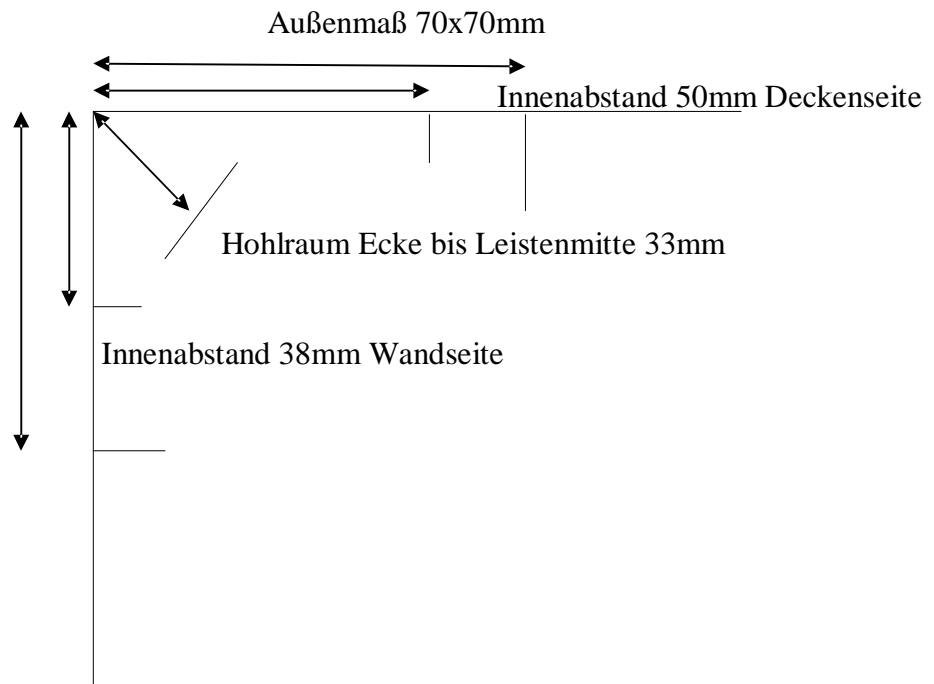 Außenmaß 70x70mm
Innenabstand 50mm Deckenseite
Hohlraum Ecke bis Leistenmitte 33mm
Innenabstand 38mm Wandseite